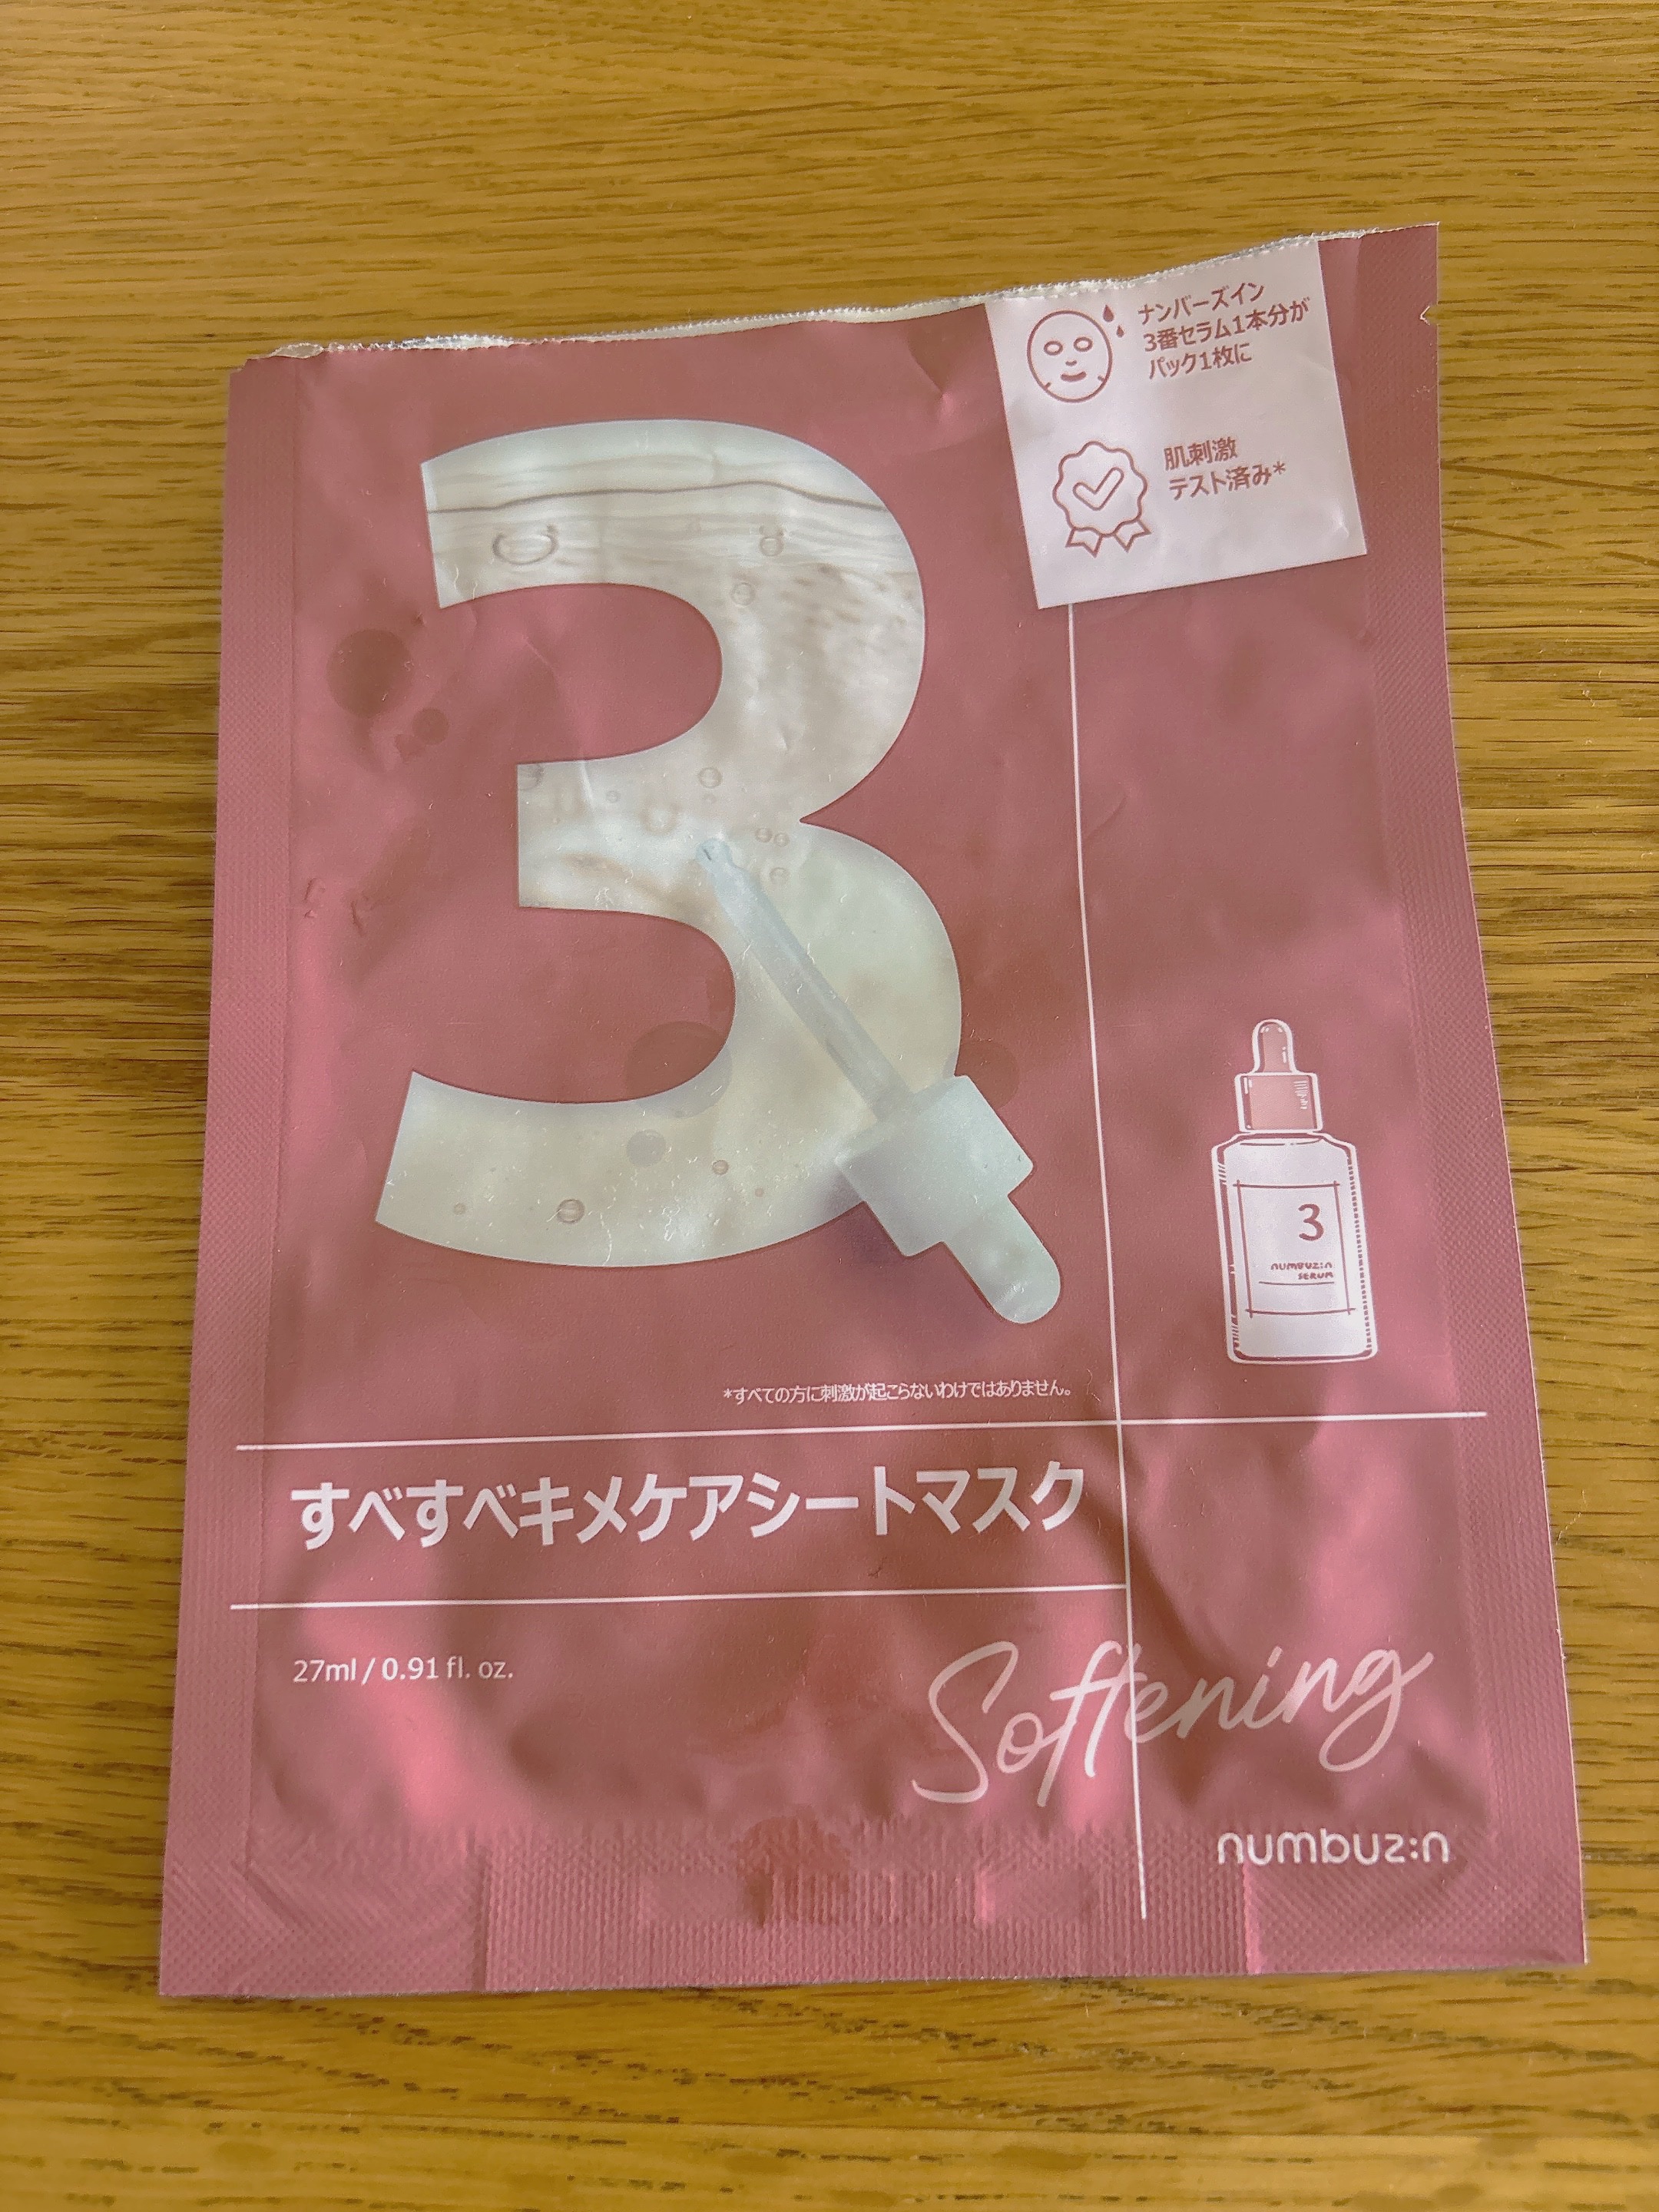 ナンバーズイン
3番セラム1本分が
パック1枚に
肌刺激
テスト済み*
3
3
numbuz:n
SERUM
*すべての方に刺激が起こらないわけではありません。
すべすべキメケアシートマスク
27ml / 0.91 fl. oz.
Softening
numbuz:n